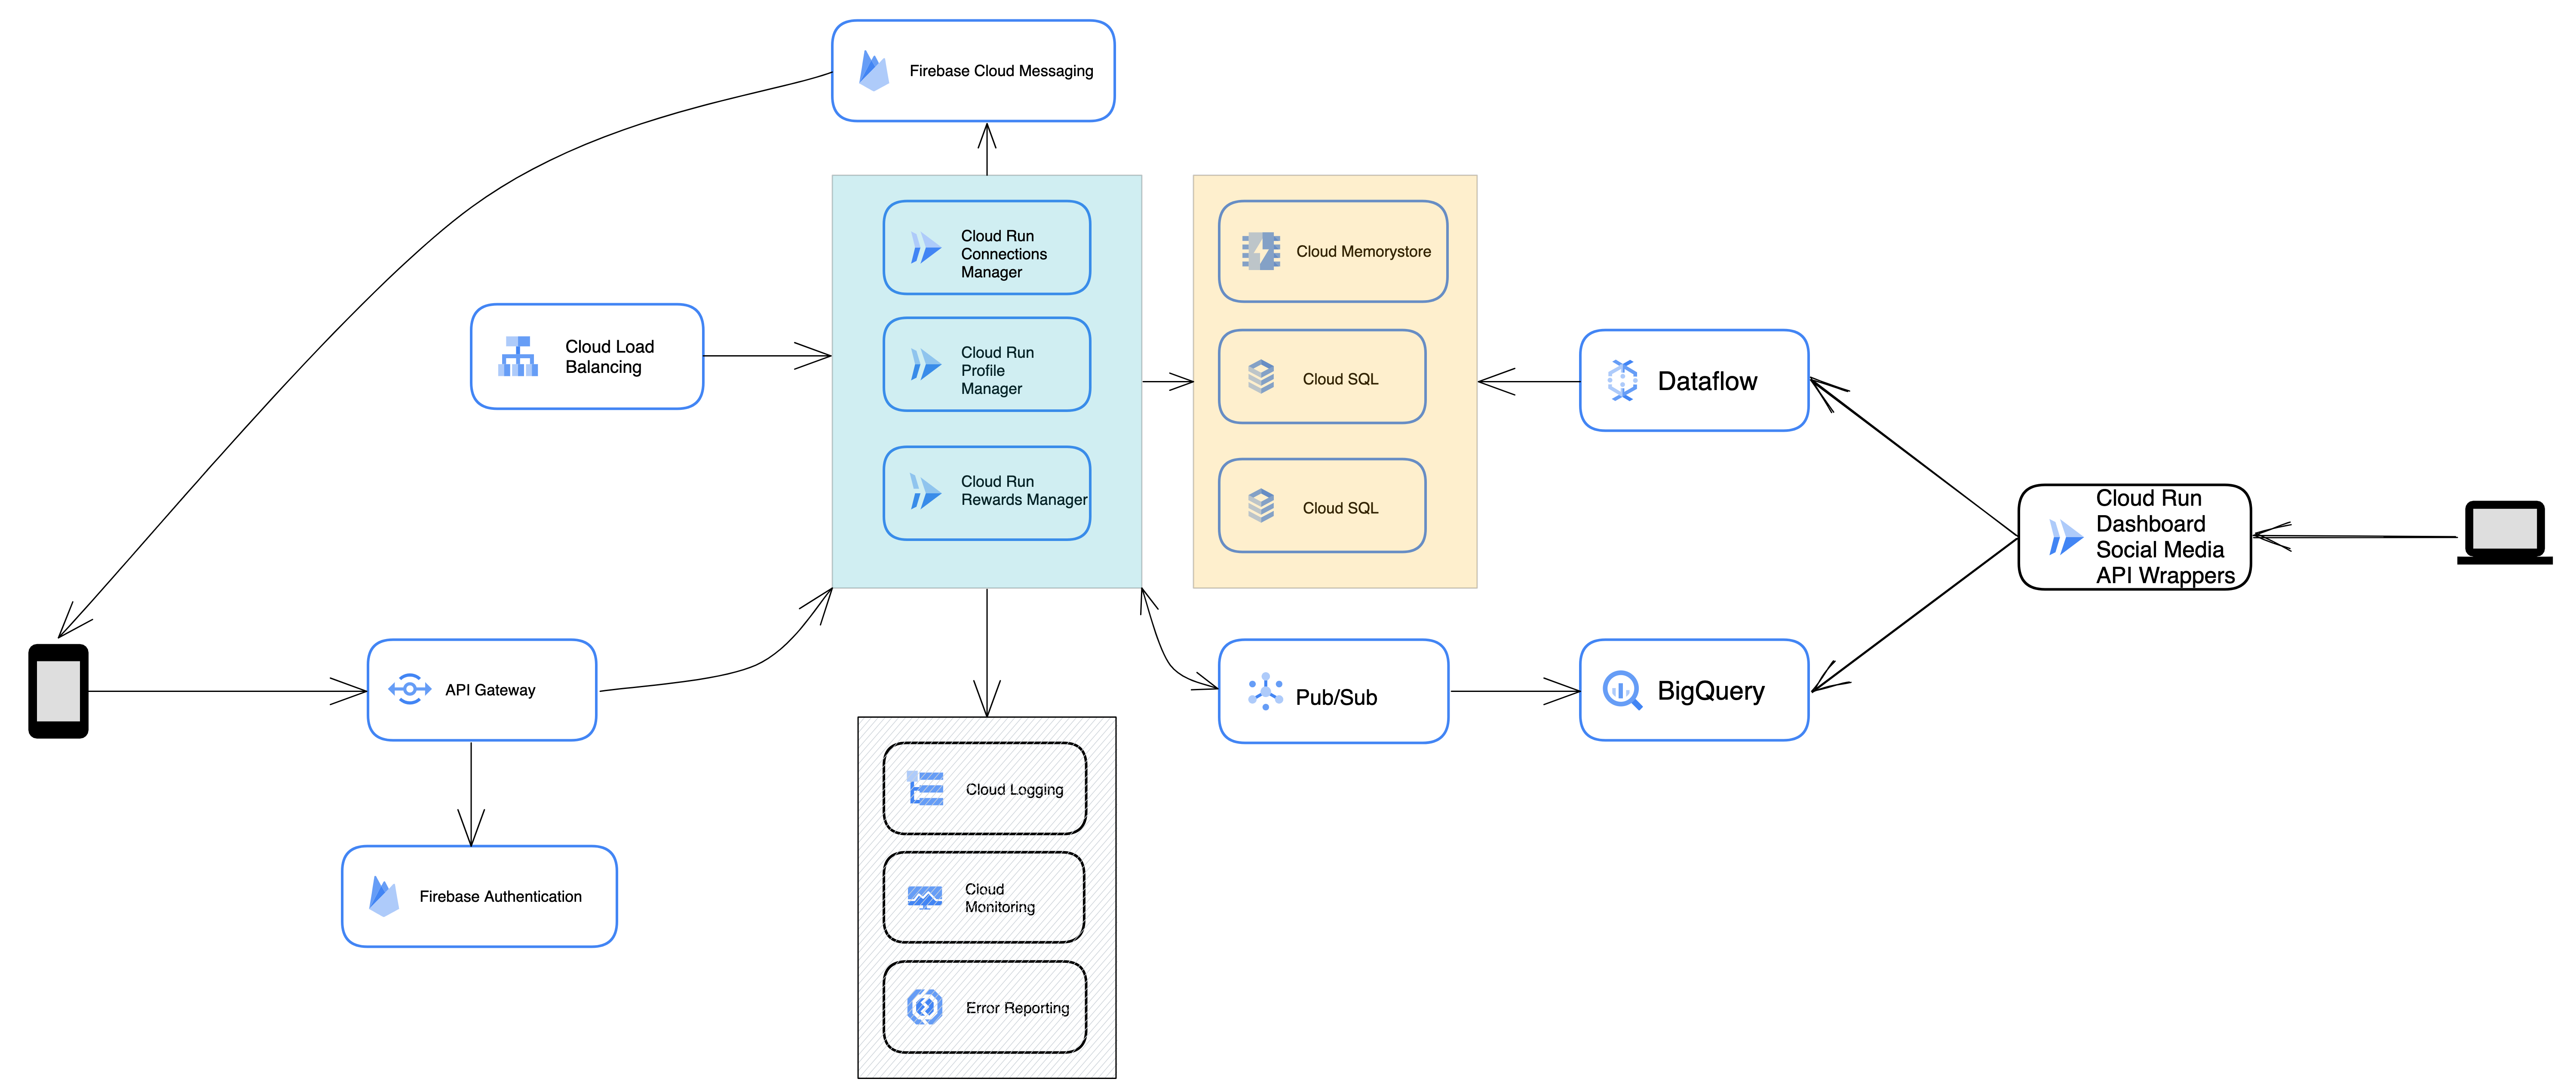 Firebase Cloud Messaging
Cloud Run
Connections
Manager
Cloud Run
Profile
Manager
Cloud Run
Rewards Manager
Cloud Memorystore
Cloud SQL
Cloud SQL
Cloud Load
Balancing
Dataflow
Cloud Run
Dashboard
Social Media
API Wrappers
API Gateway
Pub/Sub
BigQuery
Firebase Authentication
Cloud Logging
Cloud
Monitoring
Error Reporting